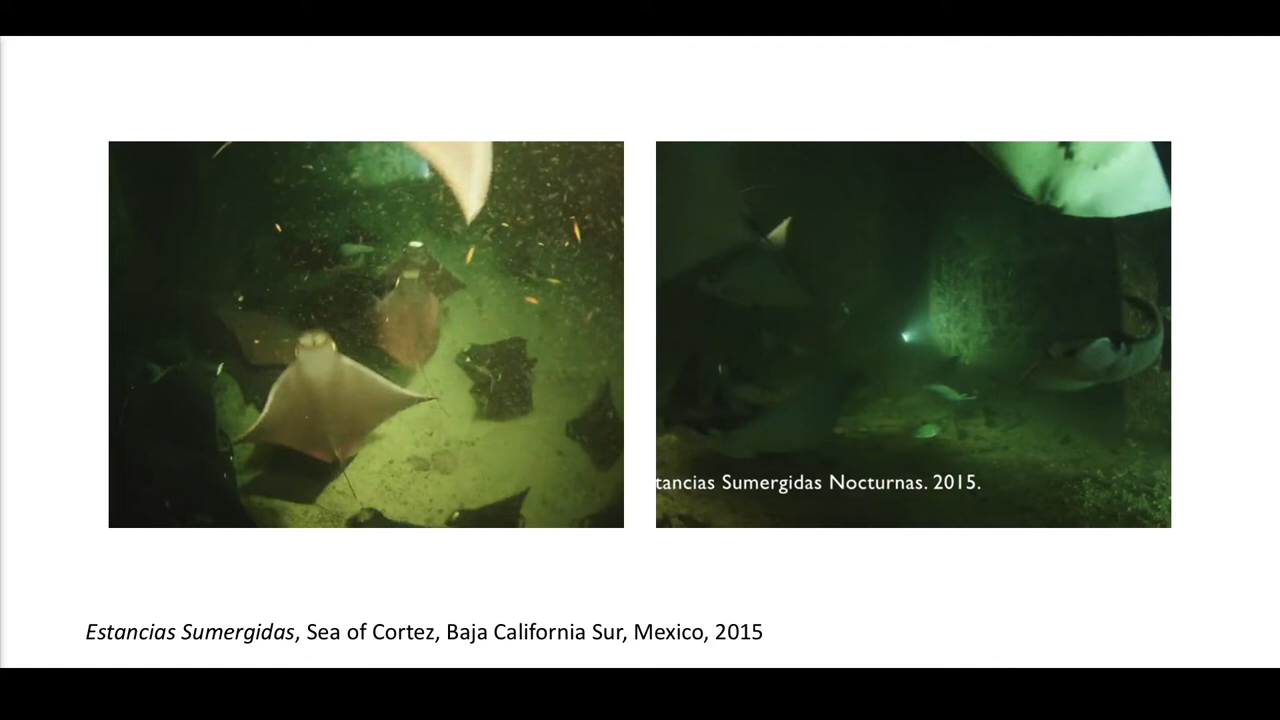 tancias Sumergidas Nocturnas. 2015.
Estancias Sumergidas, Sea of Cortez, Baja California Sur, Mexico, 2015